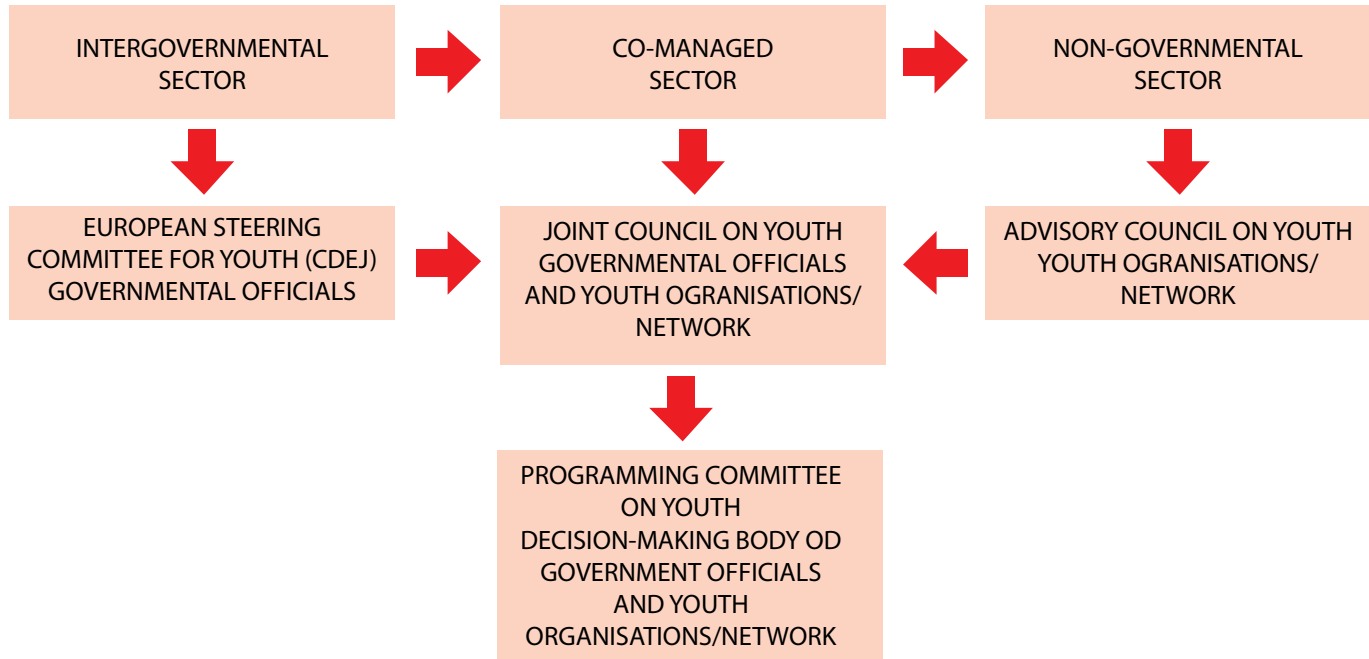 INTERGOVERNMENTAL
SECTOR
CO-MANAGED
SECTOR
NON-GOVERNMENTAL
SECTOR
EUROPEAN STEERING
COMMITTEE FOR YOUTH (CDEJ)
GOVERNMENTAL OFFICIALS
JOINT COUNCIL ON YOUTH
GOVERNMENTAL OFFICIALS
AND YOUTH OGRANISATIONS/
NETWORK
ADVISORY COUNCIL ON YOUTH
YOUTH OGRANISATIONS/
NETWORK
PROGRAMMING COMMITTEE
ON YOUTH
DECISION-MAKING BODY OD
GOVERNMENT OFFICIALS
AND YOUTH
ORGANISATIONS/NETWORK